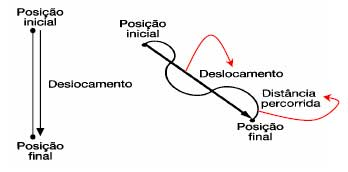 Posição
inicial
Deslocamento
Posição
final
Posição
inicial
Deslocamento
Distância
percorrida
Posição
final